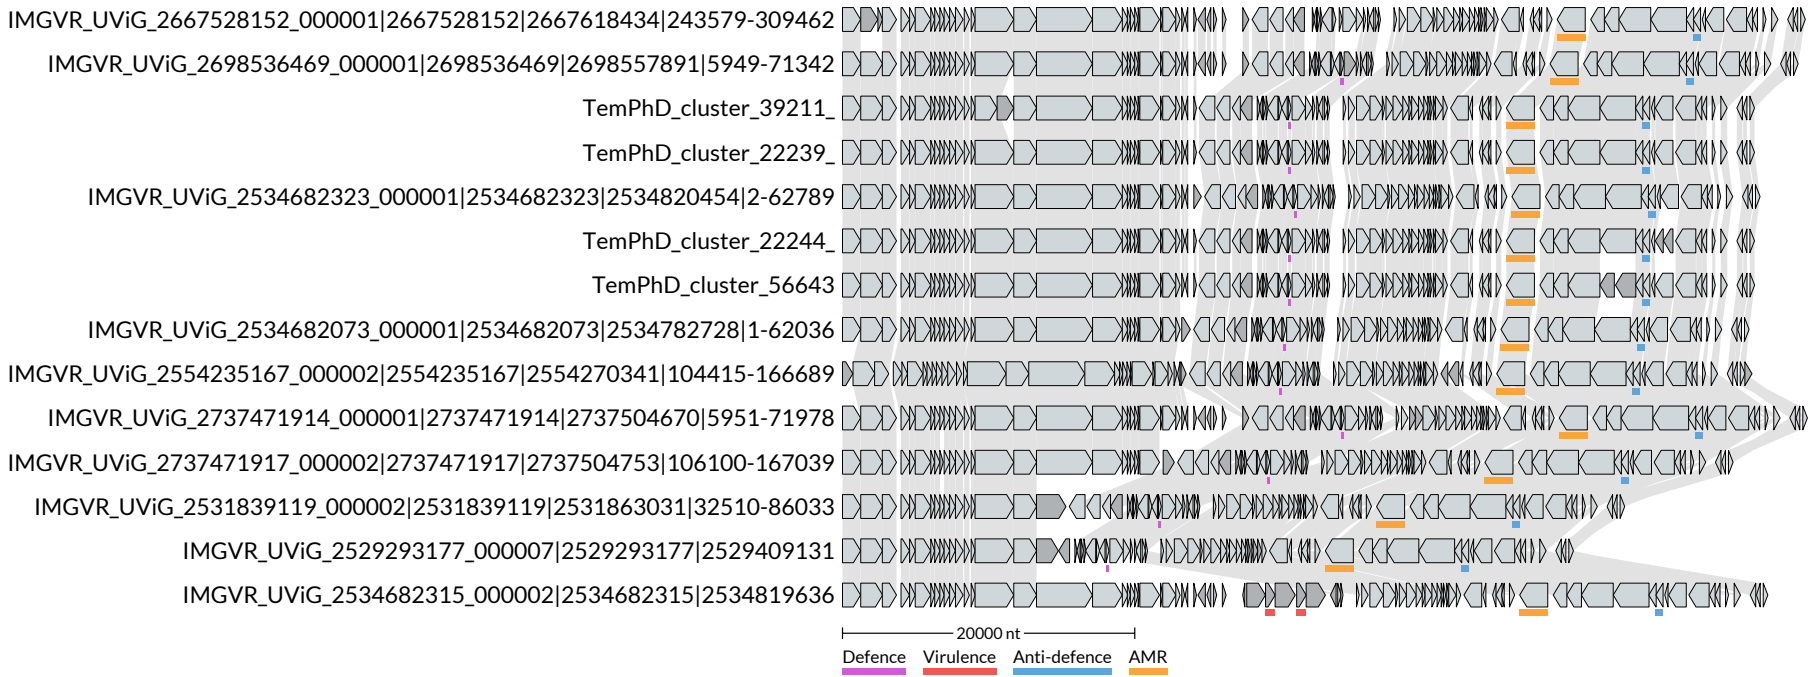 IMGVR_UViG_2667528152_000001|2667528152|2667618434|243579-309462
IMGVR_UViG_2698536469_000001|2698536469|2698557891|5949-71342
TemPhD_cluster_39211_
TemPhD_cluster_22239_
IMGVR_UViG_2534682323_000001|2534682323|2534820454|2-62789
TemPhD_cluster_22244_
TemPhD_cluster_56643
IMGVR_UViG_2534682073_000001|2534682073|2534782728|1-62036
IMGVR_UViG_2554235167_000002|2554235167|2554270341|104415-166689
IMGVR_UViG_2737471914_000001|2737471914|2737504670|5951-71978
IMGVR_UViG_2737471917_000002|2737471917|2737504753|106100-167039
IMGVR_UViG_2531839119_000002|2531839119|2531863031|32510-86033
IMGVR_UViG_2529293177_000007|2529293177|2529409131
IMGVR_UViG_2534682315_000002|2534682315|2534819636
20000 nt
Defence Virulence Anti-defence AMR